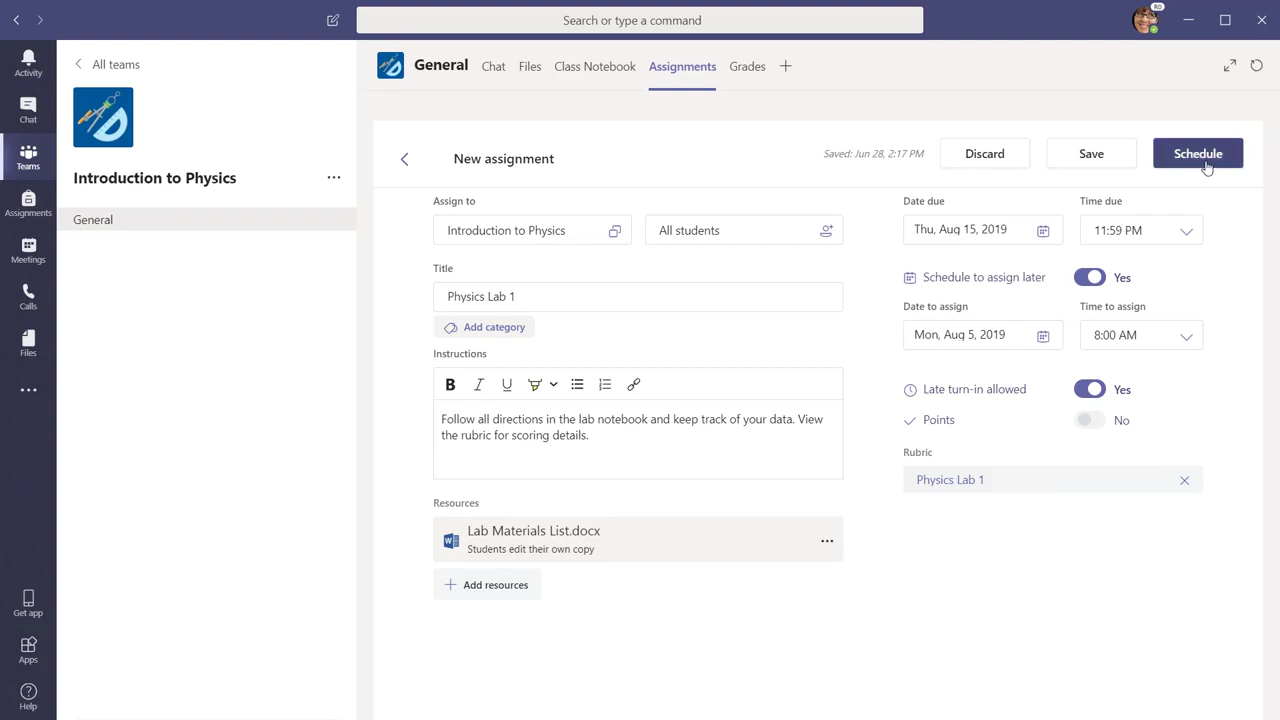 Search or type a command
RO
Activity
Chat
Teams
Assignments
Meetings
Calls
Files
Get app
Apps
Help
All teams
Introduction to Physics
General
General Chat Files Class Notebook Assignments Grades
New assignment
Saved: Jun 28, 2:17 PM
Discard
Save
Schedule
Assign to
Introduction to Physics
All students
Title
Physics Lab 1
Add category
Instructions
B I U
Follow all directions in the lab notebook and keep track of your data. View
the rubric for scoring details.
Resources
Lab Materials List.docx
Students edit their own copy
Add resources
Date due
Time due
Thu, Aug 15, 2019
11:59 PM
Schedule to assign later
Yes
Date to assign
Time to assign
Mon, Aug 5, 2019
8:00 AM
Late turn-in allowed
Yes
Points
No
Rubric
Physics Lab 1